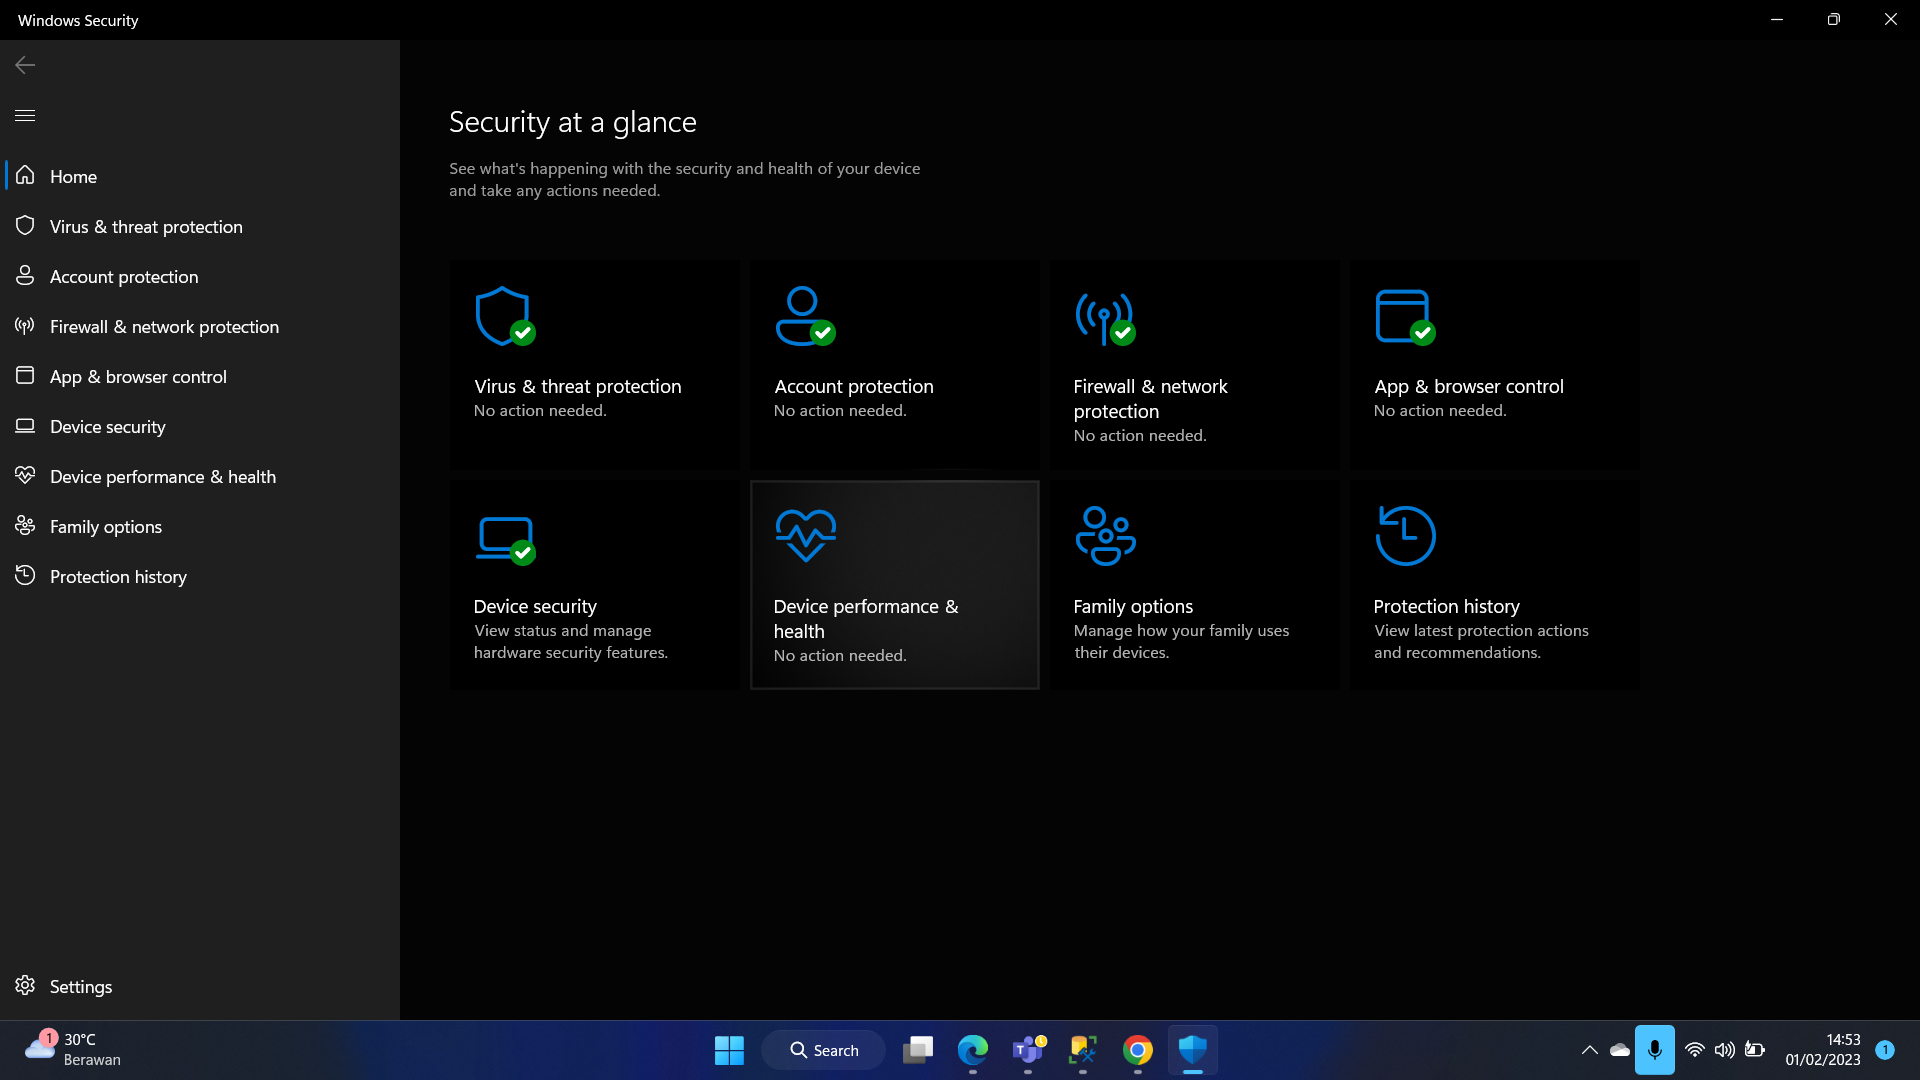 Windows Security
Home
Virus & threat protection
Account protection
Firewall & network protection
App & browser control
Device security
Device performance & health
Family options
Protection history
Settings
Security at a glance
See what's happening with the security and health of your device
and take any actions needed.
Virus & threat protection
No action needed.
Account protection
No action needed.
Firewall & network
protection
No action needed.
App & browser control
No action needed.
Device security
View status and manage
hardware security features.
Device performance &
health
No action needed.
Family options
Manage how your family uses
their devices.
Protection history
View latest protection actions
and recommendations.
1
30°C
Berawan
Search
T
14:53
01/02/2023
1